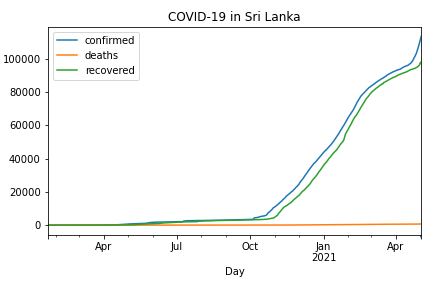 COVID-19 in Sri Lanka
confirmed
deaths
recovered
100000
80000
60000
40000
20000
0
Apr Jul Oct Jan Apr
2021
Day